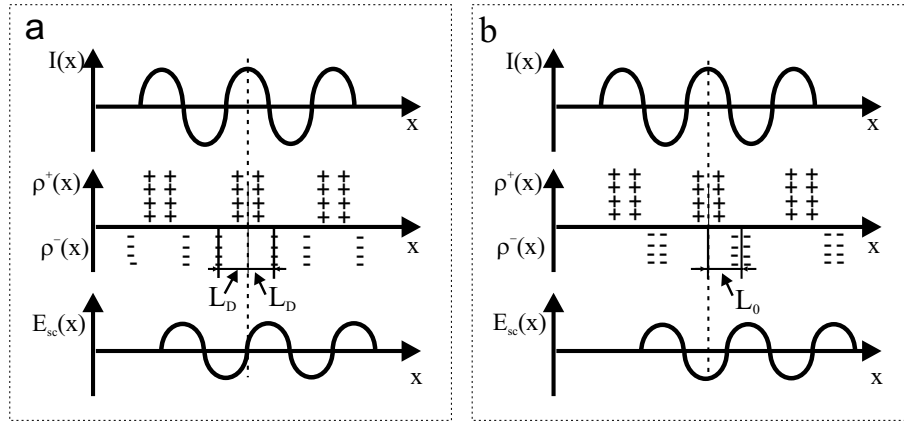 a
I(x)
x
ρ⁺(x)
+ + + + + +
+ + + + + +
+ + + + + +
+ + + + + +
ρ⁻(x)
x
- - - - - -
- - - - - -
- - - - - -
- - - - - -
L_D L_D
E_sc(x)
x
b
I(x)
x
ρ⁺(x)
+ + + + + +
+ + + + + +
+ + + + + +
+ + + + + +
ρ⁻(x)
x
- - - - - -
- - - - - -
- - - - - -
- - - - - -
L_0
E_sc(x)
x